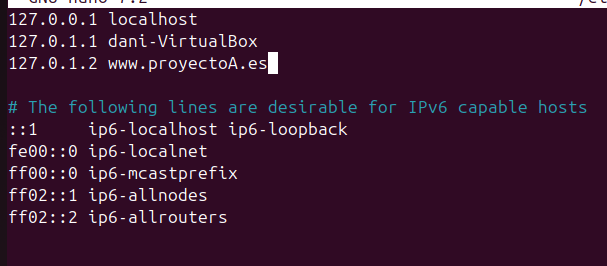 127.0.0.1 localhost
127.0.1.1 dani-VirtualBox
127.0.1.2 www.proyectoA.es
# The following lines are desirable for IPv6 capable hosts
::1     ip6-localhost ip6-loopback
fe00::0 ip6-localnet
ff00::0 ip6-mcastprefix
ff02::1 ip6-allnodes
ff02::2 ip6-allrouters